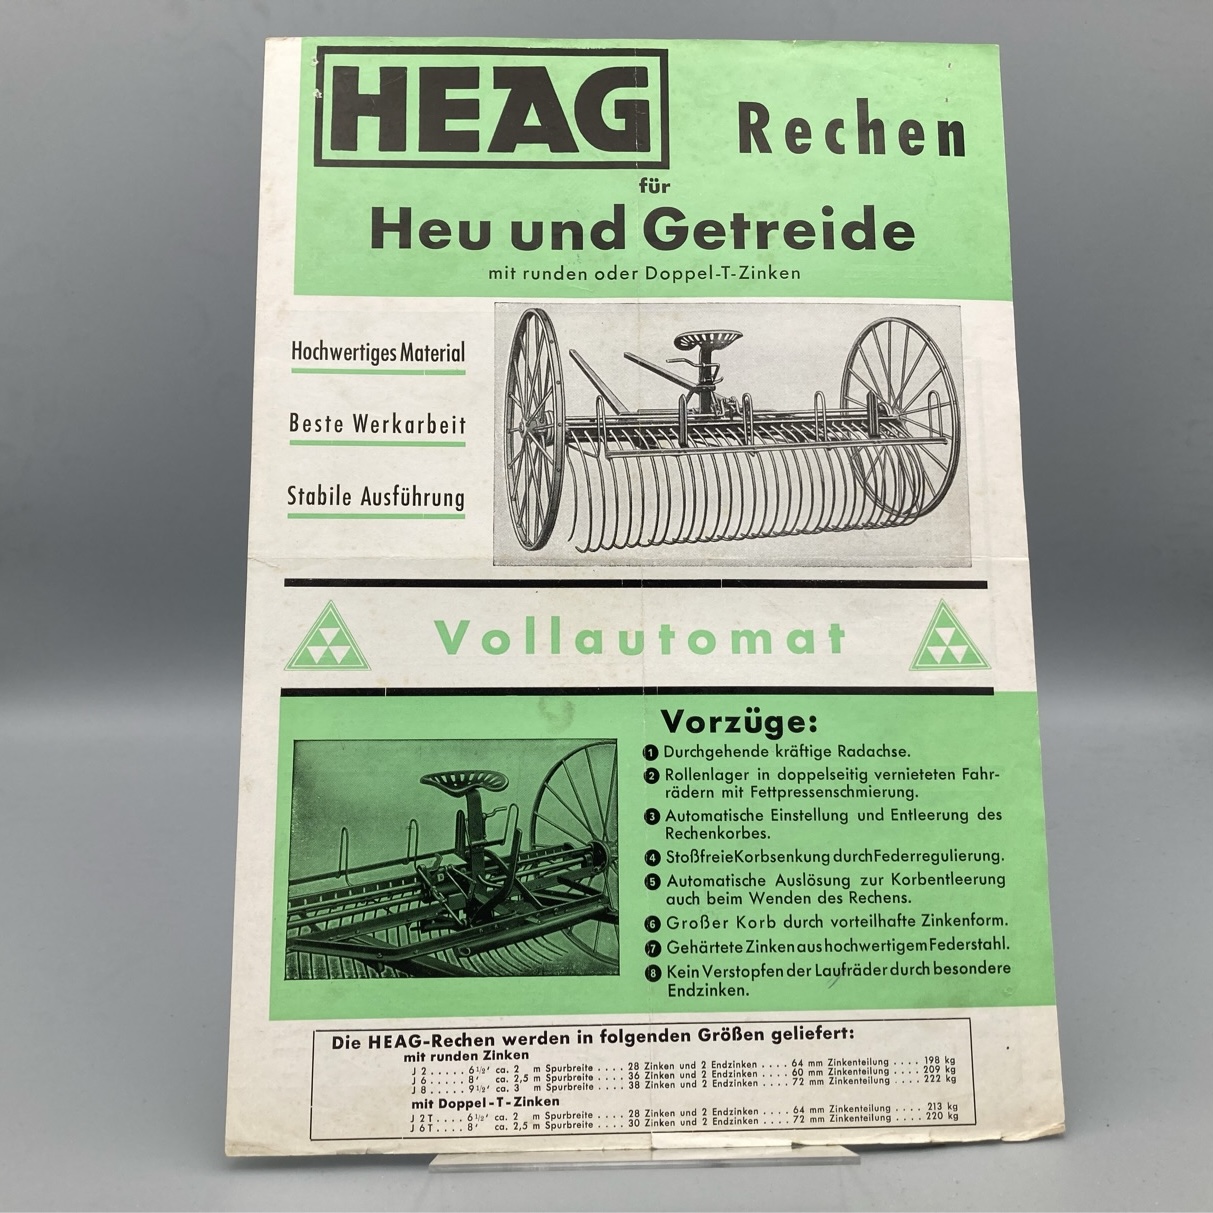 HEAG Rechen
für
Heu und Getreide
mit runden oder Doppel-T-Zinken
Hochwertiges Material
Beste Werkarbeit
Stabile Ausführung
Vollautomat
Vorzüge:
1 Durchgehende kräftige Radachse.
2 Rollenlager in doppelseitig vernieteten Fahr-
rädern mit Fettpressenschmierung.
3 Automatische Einstellung und Entleerung des
Rechenkorbes.
4 Stoßfreie Korbsenkung durch Federregulierung.
5 Automatische Auslösung zur Korbentleerung
auch beim Wenden des Rechens.
6 Großer Korb durch vorteilhafte Zinkenform.
7 Gehärtete Zinken aus hochwertigem Federstahl.
8 Kein Verstopfen der Laufräder durch besondere
Endzinken.
Die HEAG-Rechen werden in folgenden Größen geliefert:
mit runden Zinken
J 2 ..... 6 1/2' ca. 2 m Spurbreite .... 28 Zinken und 2 Endzinken .... 64 mm Zinkenteilung .... 198 kg
J 6 ..... 8' ca. 2,5 m Spurbreite .... 36 Zinken und 2 Endzinken .... 60 mm Zinkenteilung .... 209 kg
J 8 ..... 9 1/2' ca. 3 m Spurbreite .... 38 Zinken und 2 Endzinken .... 72 mm Zinkenteilung .... 222 kg
mit Doppel-T-Zinken
J 2T .... 6 1/2' ca. 2 m Spurbreite .... 28 Zinken und 2 Endzinken .... 64 mm Zinkenteilung .... 213 kg
J 6T .... 8' ca. 2,5 m Spurbreite .... 30 Zinken und 2 Endzinken .... 72 mm Zinkenteilung .... 220 kg